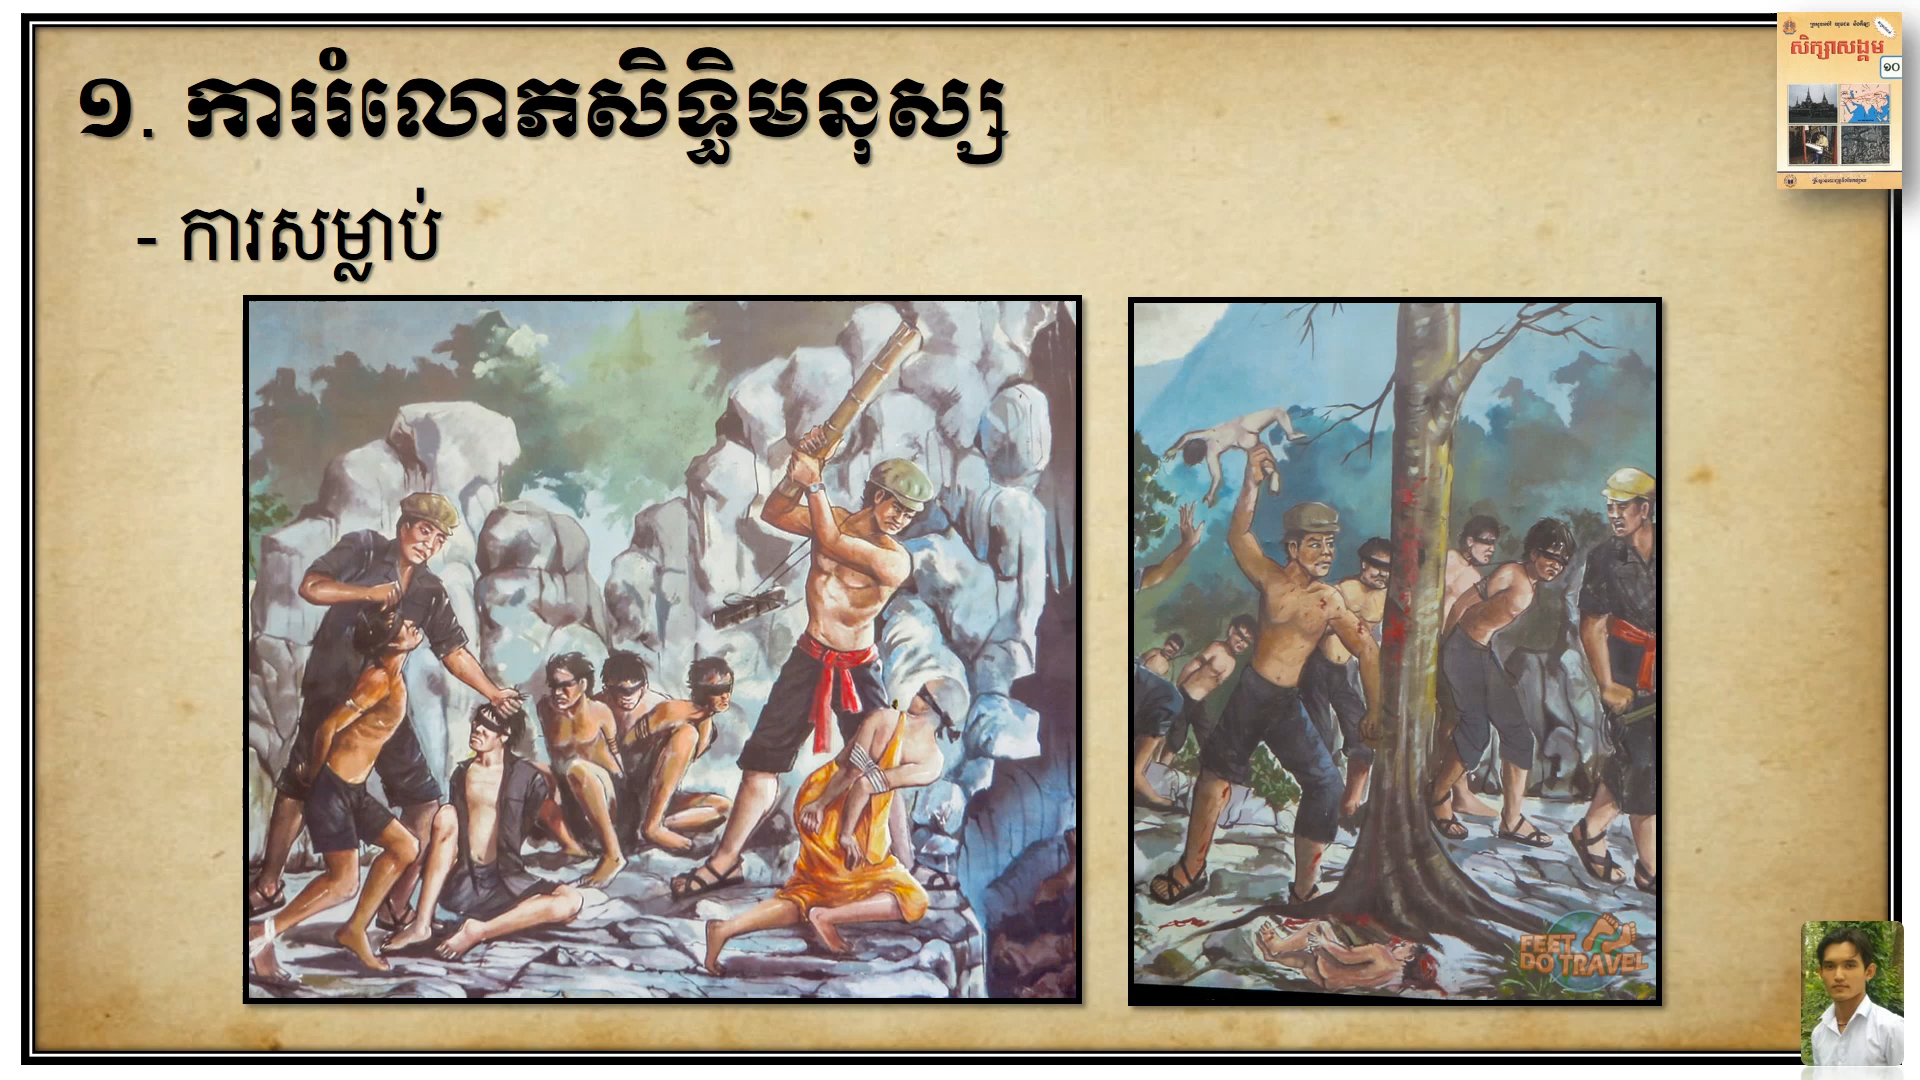 ១. ការរំលោភសិទ្ធិមនុស្ស
- ការសម្លាប់
សិក្សាសង្គម
១០
FEET
DO TRAVEL